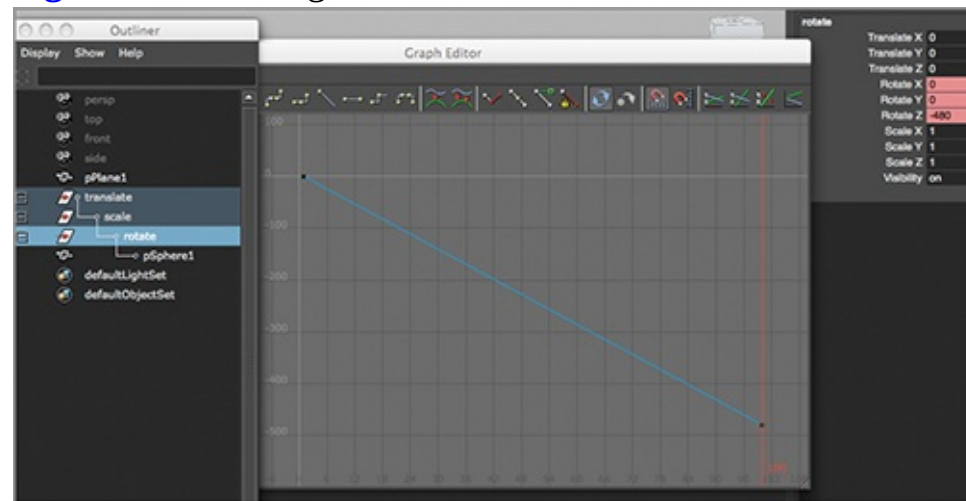 Outliner
Display Show Help
persp
top
front
side
pPlane1
translate
scale
rotate
pSphere1
defaultLightSet
defaultObjectSet
Graph Editor
100
0
-100
-200
-300
-400
-500
rotate
Translate X 0
Translate Y 0
Translate Z 0
Rotate X 0
Rotate Y 0
Rotate Z -480
Scale X 1
Scale Y 1
Scale Z 1
Visibility on